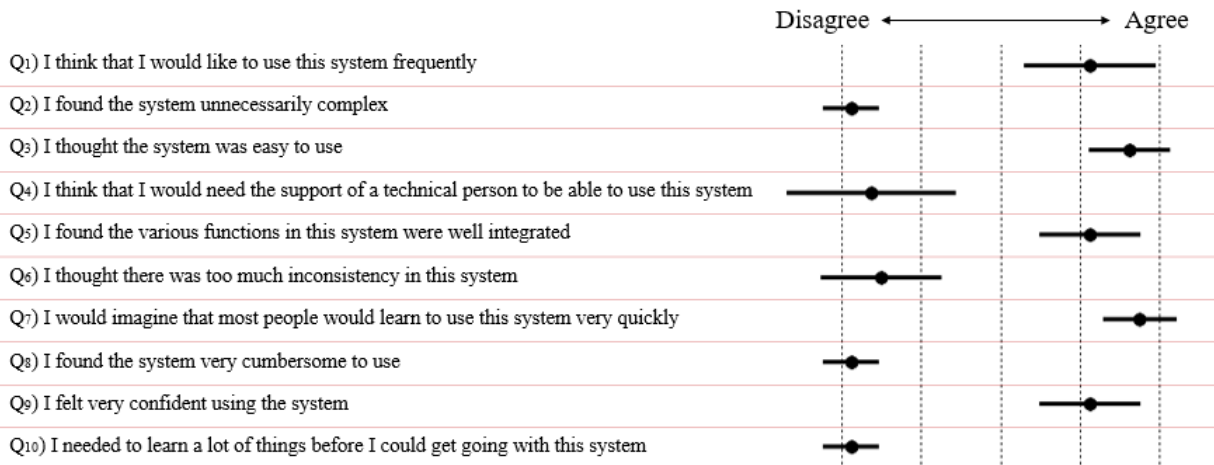 Disagree Agree
Q1) I think that I would like to use this system frequently
Q2) I found the system unnecessarily complex
Q3) I thought the system was easy to use
Q4) I think that I would need the support of a technical person to be able to use this system
Q5) I found the various functions in this system were well integrated
Q6) I thought there was too much inconsistency in this system
Q7) I would imagine that most people would learn to use this system very quickly
Q8) I found the system very cumbersome to use
Q9) I felt very confident using the system
Q10) I needed to learn a lot of things before I could get going with this system